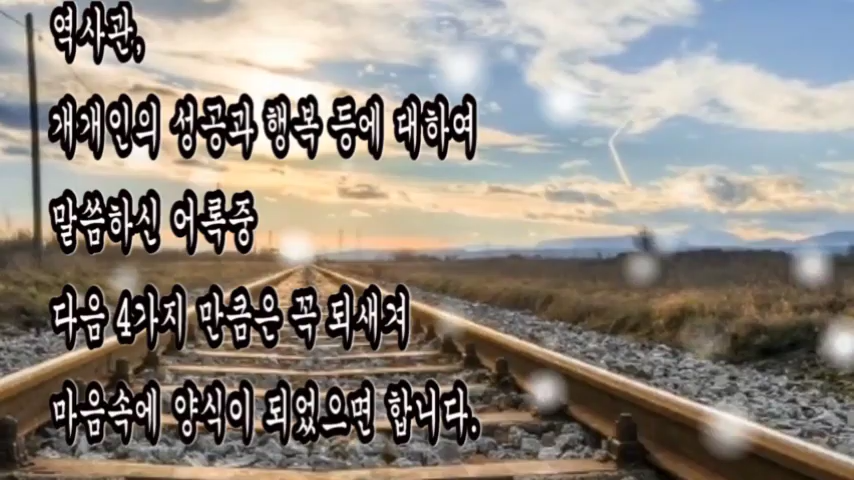 역사관,
개개인의 성공과 행복 등에 대하여
말씀하신 어록중
다음 4가지 만큼은 꼭 되새겨
마음속에 양식이 되었으면 합니다.